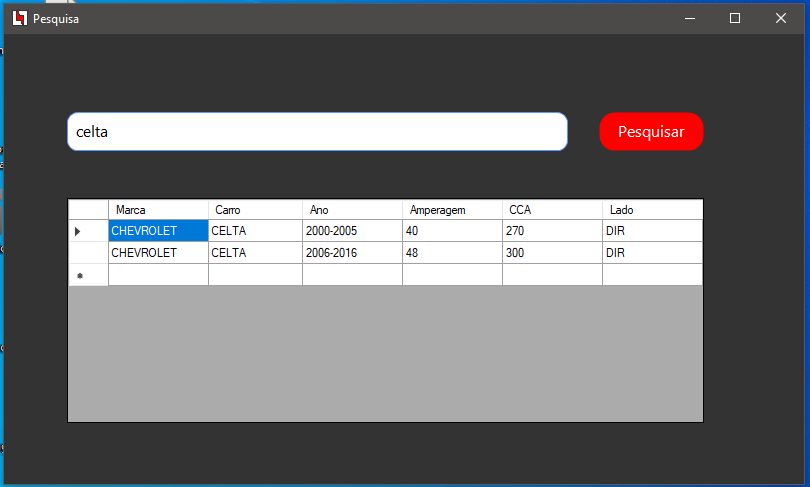 Pesquisa
celta
Pesquisar
Marca Carro Ano Amperagem CCA Lado
CHEVROLET CELTA 2000-2005 40 270 DIR
CHEVROLET CELTA 2006-2016 48 300 DIR